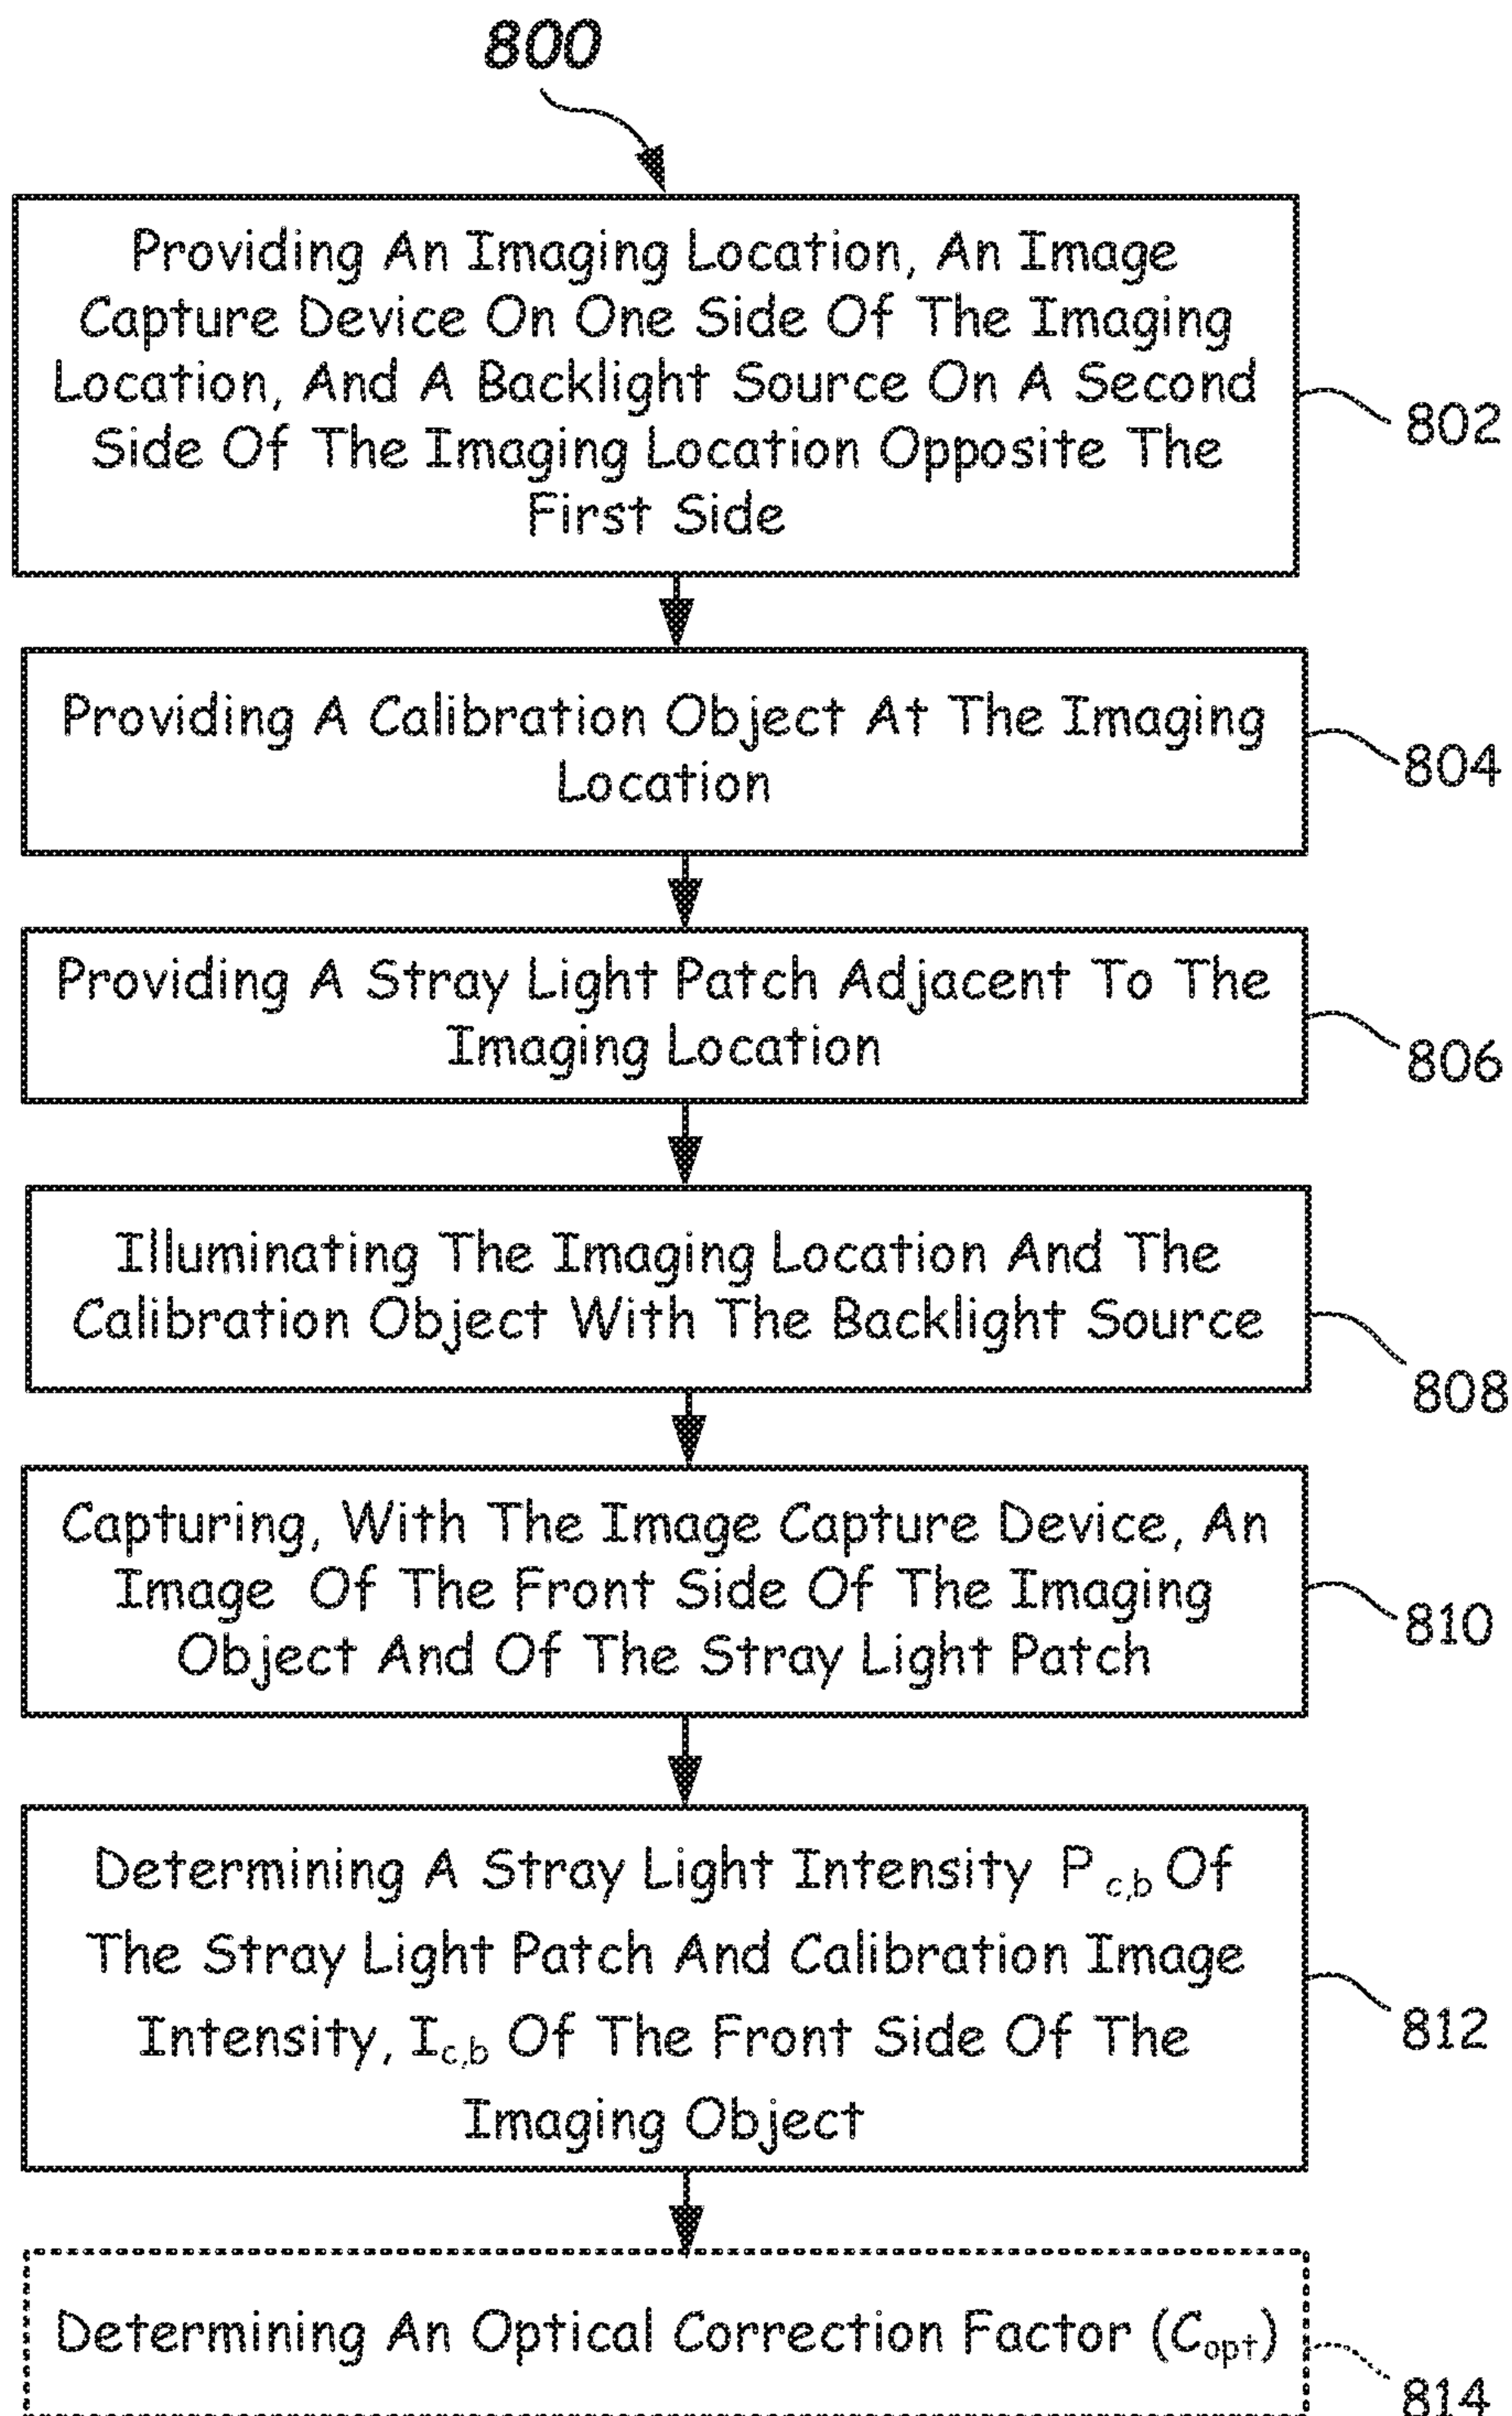 800
Providing An Imaging Location, An Image
Capture Device On One Side Of The Imaging
Location, And A Backlight Source On A Second
Side Of The Imaging Location Opposite The
First Side
802
Providing A Calibration Object At The Imaging
Location
804
Providing A Stray Light Patch Adjacent To The
Imaging Location
806
Illuminating The Imaging Location And The
Calibration Object With The Backlight Source
808
Capturing, With The Image Capture Device, An
Image Of The Front Side Of The Imaging
Object And Of The Stray Light Patch
810
Determining A Stray Light Intensity P c,b Of
The Stray Light Patch And Calibration Image
Intensity, Ic,b Of The Front Side Of The
Imaging Object
812
Determining An Optical Correction Factor (Copt)
814